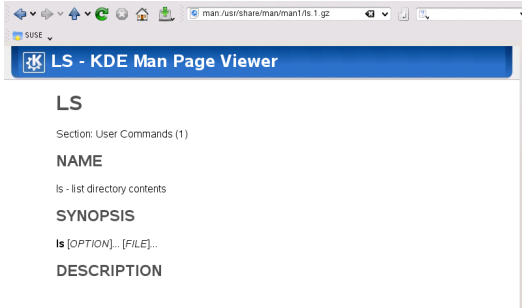 man:/usr/share/man/man1/ls.1.gz
SUSE
LS - KDE Man Page Viewer
LS
Section: User Commands (1)
NAME
ls - list directory contents
SYNOPSIS
ls [OPTION]... [FILE]...
DESCRIPTION